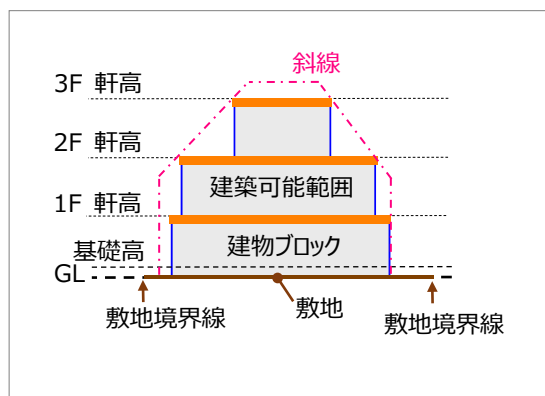 斜線
3F 軒高
2F 軒高
建築可能範囲
1F 軒高
建物ブロック
基礎高
GL
敷地境界線
敷地
敷地境界線